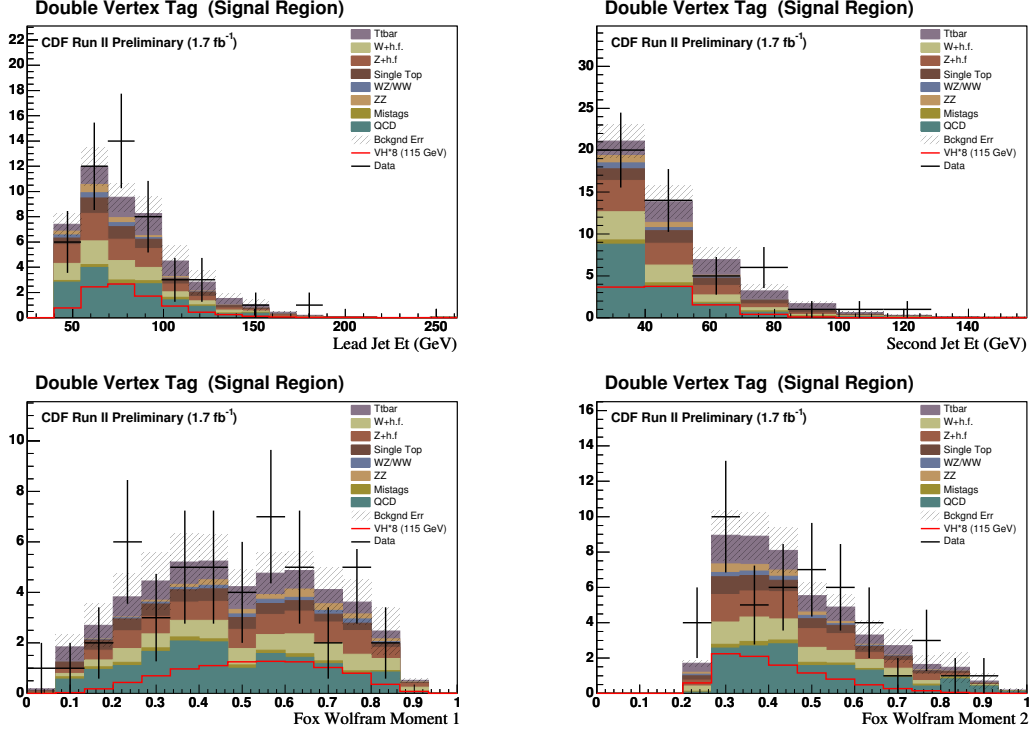 Double Vertex Tag (Signal Region)
CDF Run II Preliminary (1.7 fb-1)
Ttbar
W+h.f.
Z+h.f
Single Top
WZ/WW
ZZ
Mistags
QCD
Bckgnd Err
VH*8 (115 GeV)
Data
22
20
18
16
14
12
10
8
6
4
2
0
50 100 150 200 250
Lead Jet Et (GeV)
Double Vertex Tag (Signal Region)
CDF Run II Preliminary (1.7 fb-1)
Ttbar
W+h.f.
Z+h.f
Single Top
WZ/WW
ZZ
Mistags
QCD
Bckgnd Err
VH*8 (115 GeV)
Data
30
25
20
15
10
5
0
40 60 80 100 120 140
Second Jet Et (GeV)
Double Vertex Tag (Signal Region)
CDF Run II Preliminary (1.7 fb-1)
Ttbar
W+h.f.
Z+h.f
Single Top
WZ/WW
ZZ
Mistags
QCD
Bckgnd Err
VH*8 (115 GeV)
Data
10
8
6
4
2
0
0 0.1 0.2 0.3 0.4 0.5 0.6 0.7 0.8 0.9 1
Fox Wolfram Moment 1
Double Vertex Tag (Signal Region)
CDF Run II Preliminary (1.7 fb-1)
Ttbar
W+h.f.
Z+h.f
Single Top
WZ/WW
ZZ
Mistags
QCD
Bckgnd Err
VH*8 (115 GeV)
Data
16
14
12
10
8
6
4
2
0
0 0.1 0.2 0.3 0.4 0.5 0.6 0.7 0.8 0.9 1
Fox Wolfram Moment 2